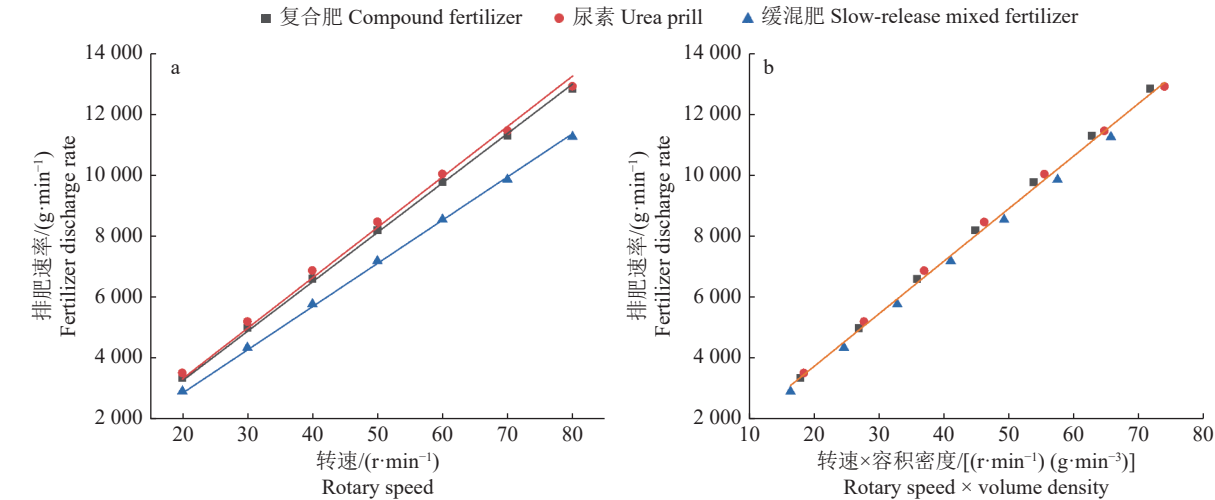 复合肥 Compound fertilizer 尿素 Urea prill 缓混肥 Slow-release mixed fertilizer
a
14 000
12 000
10 000
8 000
6 000
4 000
2 000
排肥速率/(g·min⁻¹)
Fertilizer discharge rate
20 30 40 50 60 70 80
转速/(r·min⁻¹)
Rotary speed
b
14 000
12 000
10 000
8 000
6 000
4 000
2 000
排肥速率/(g·min⁻¹)
Fertilizer discharge rate
10 20 30 40 50 60 70 80
转速×容积密度/[(r·min⁻¹) (g·min⁻³)]
Rotary speed × volume density